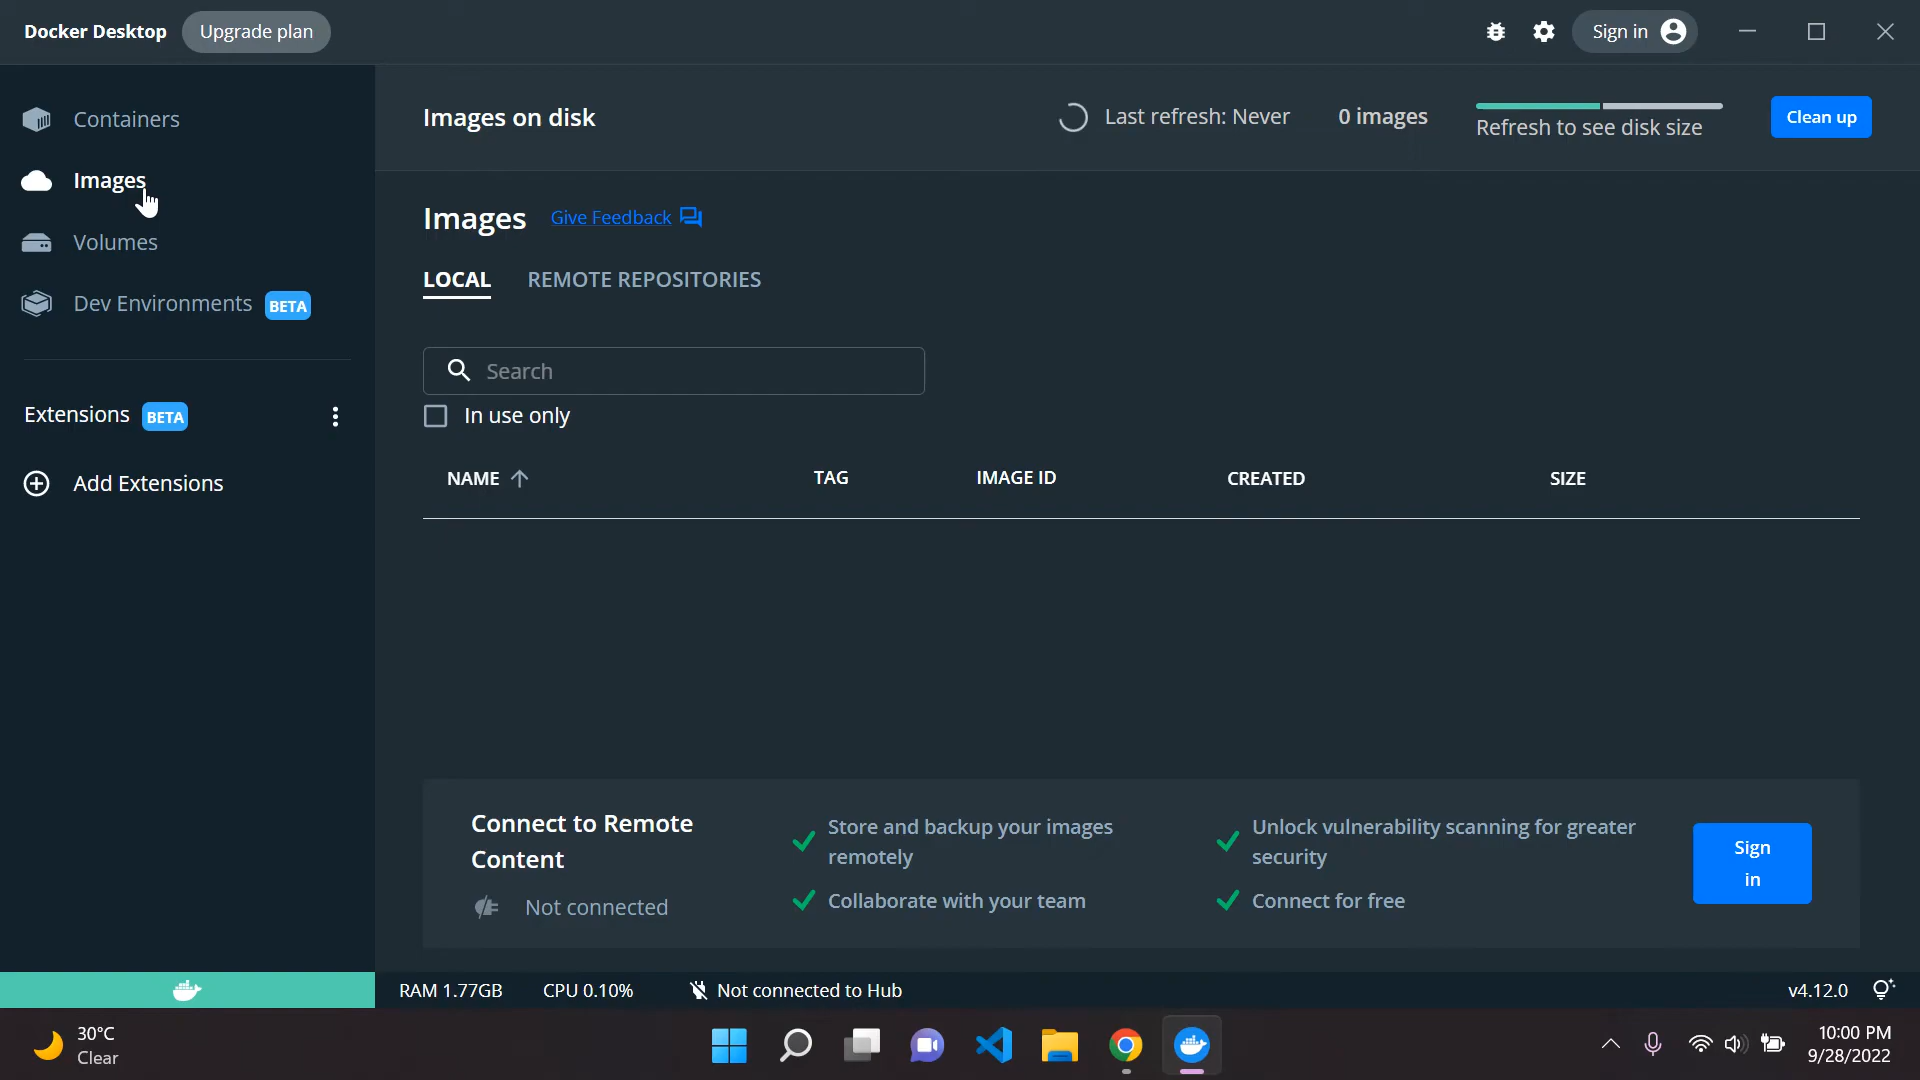 Docker Desktop Upgrade plan Sign in
Containers
Images
Volumes
Dev Environments BETA
Extensions BETA
Add Extensions
Images on disk Last refresh: Never 0 images Refresh to see disk size Clean up
Images Give Feedback
LOCAL REMOTE REPOSITORIES
Search
In use only
NAME TAG IMAGE ID CREATED SIZE
Connect to Remote
Content
Not connected
Store and backup your images
remotely
Collaborate with your team
Unlock vulnerability scanning for greater
security
Connect for free
Sign
in
RAM 1.77GB CPU 0.10% Not connected to Hub v4.12.0
30°C
Clear
10:00 PM
9/28/2022